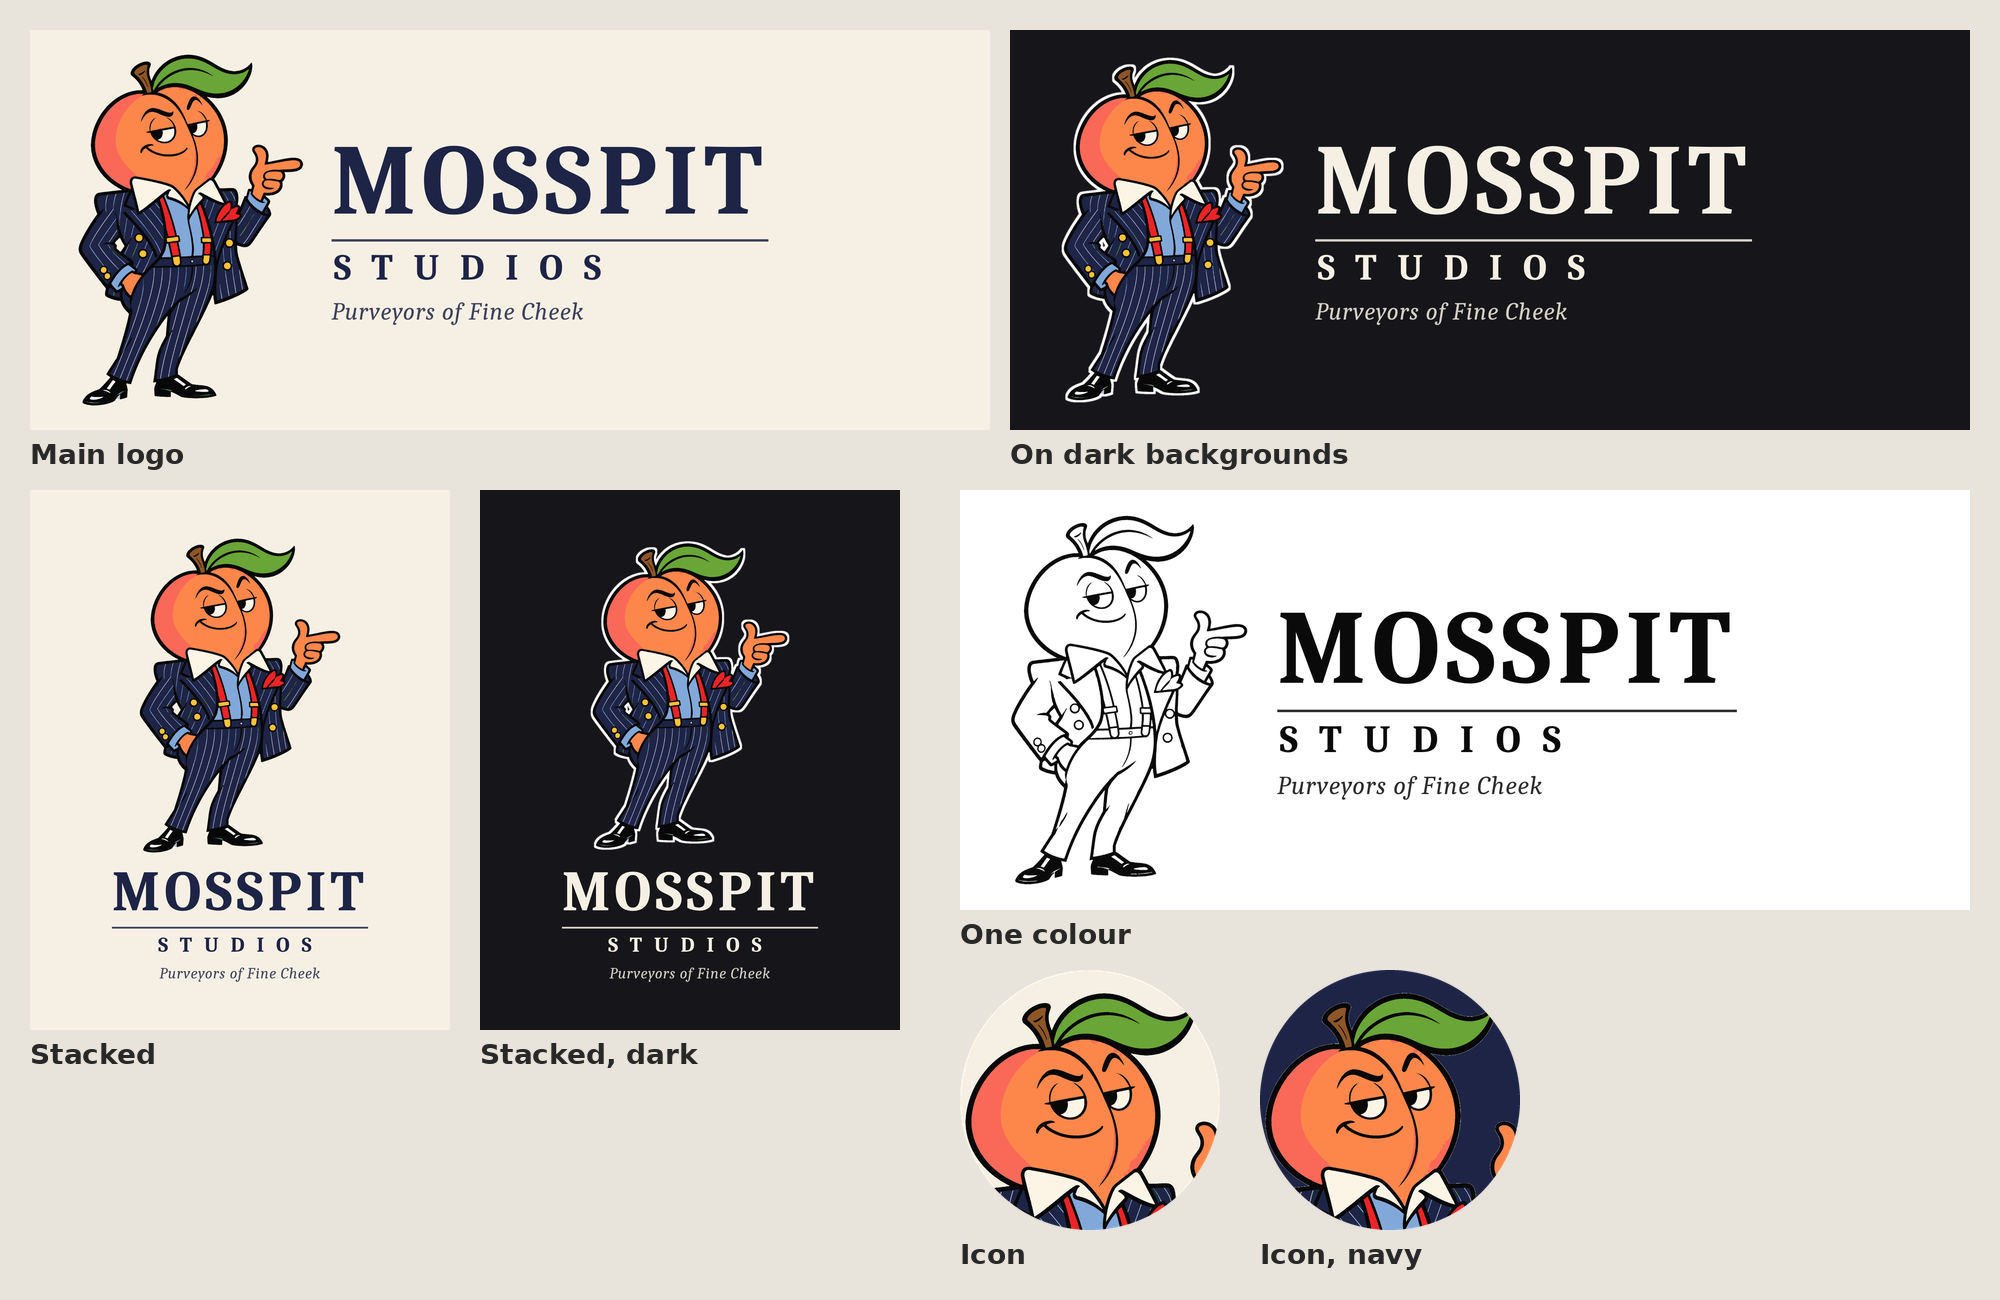 MOSSPIT
STUDIOS
Purveyors of Fine Cheek
Main logo
MOSSPIT
STUDIOS
Purveyors of Fine Cheek
On dark backgrounds
MOSSPIT
STUDIOS
Purveyors of Fine Cheek
Stacked
MOSSPIT
STUDIOS
Purveyors of Fine Cheek
Stacked, dark
MOSSPIT
STUDIOS
Purveyors of Fine Cheek
One colour
Icon
Icon, navy